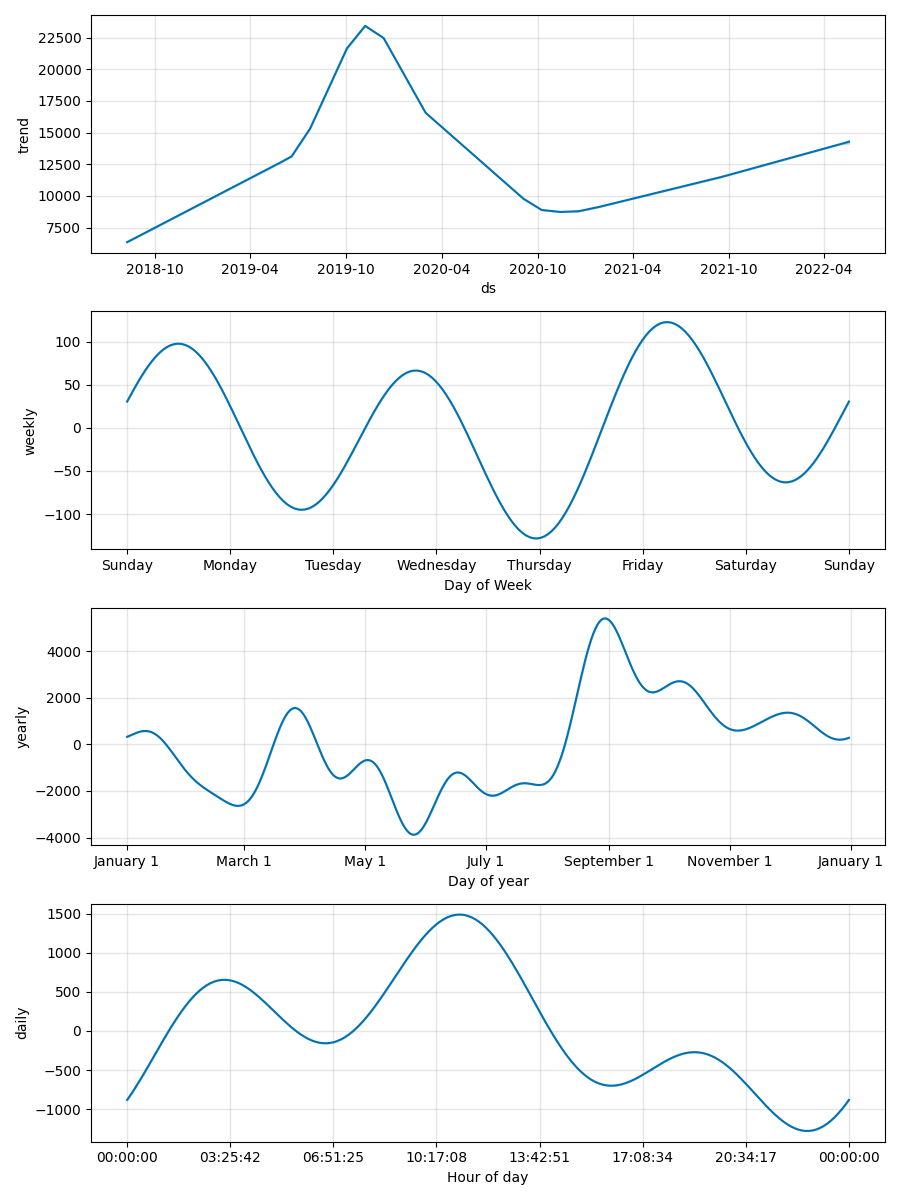 22500
20000
17500
15000
12500
10000
7500
trend
2018-10 2019-04 2019-10 2020-04 2020-10 2021-04 2021-10 2022-04
ds
100
50
0
−50
−100
weekly
Sunday Monday Tuesday Wednesday Thursday Friday Saturday Sunday
Day of Week
4000
2000
0
−2000
−4000
yearly
January 1 March 1 May 1 July 1 September 1 November 1 January 1
Day of year
1500
1000
500
0
−500
−1000
daily
00:00:00 03:25:42 06:51:25 10:17:08 13:42:51 17:08:34 20:34:17 00:00:00
Hour of day